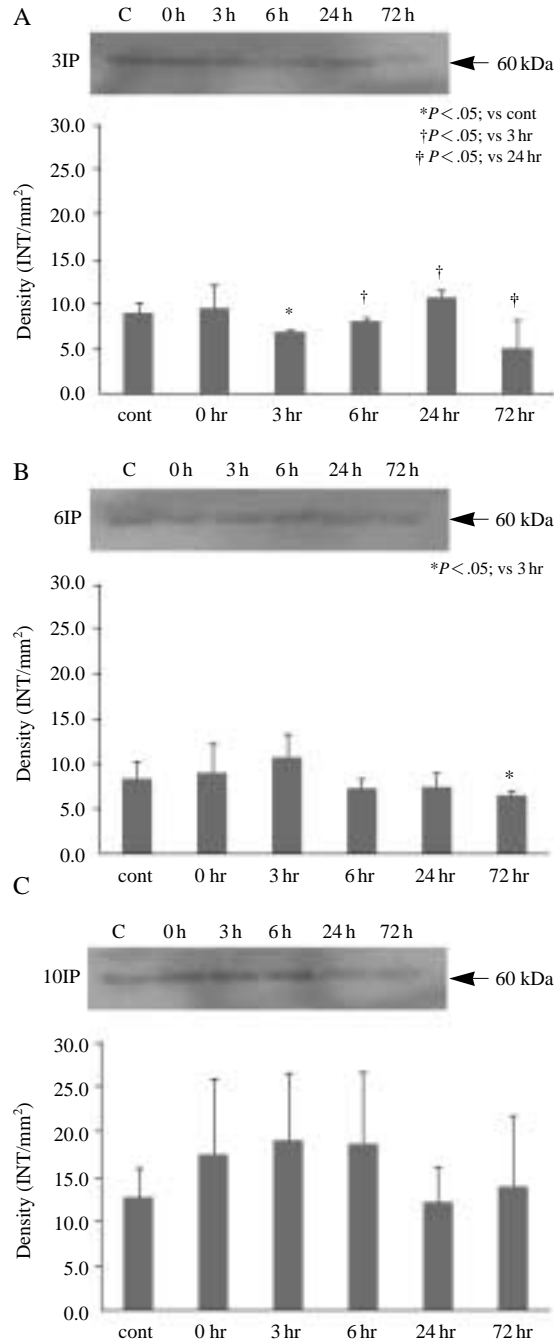 A
C 0 h 3 h 6 h 24 h 72 h
3IP
60 kDa
*P < .05; vs cont
†P < .05; vs 3 hr
‡ P < .05; vs 24 hr
Density (INT/mm²)
30.0
25.0
20.0
15.0
10.0
5.0
0.0
* † † ‡
cont 0 hr 3 hr 6 hr 24 hr 72 hr
B
C 0 h 3 h 6 h 24 h 72 h
6IP
60 kDa
*P < .05; vs 3 hr
Density (INT/mm²)
30.0
25.0
20.0
15.0
10.0
5.0
0.0
*
cont 0 hr 3 hr 6 hr 24 hr 72 hr
C
C 0 h 3 h 6 h 24 h 72 h
10IP
60 kDa
Density (INT/mm²)
30.0
25.0
20.0
15.0
10.0
5.0
0.0
cont 0 hr 3 hr 6 hr 24 hr 72 hr